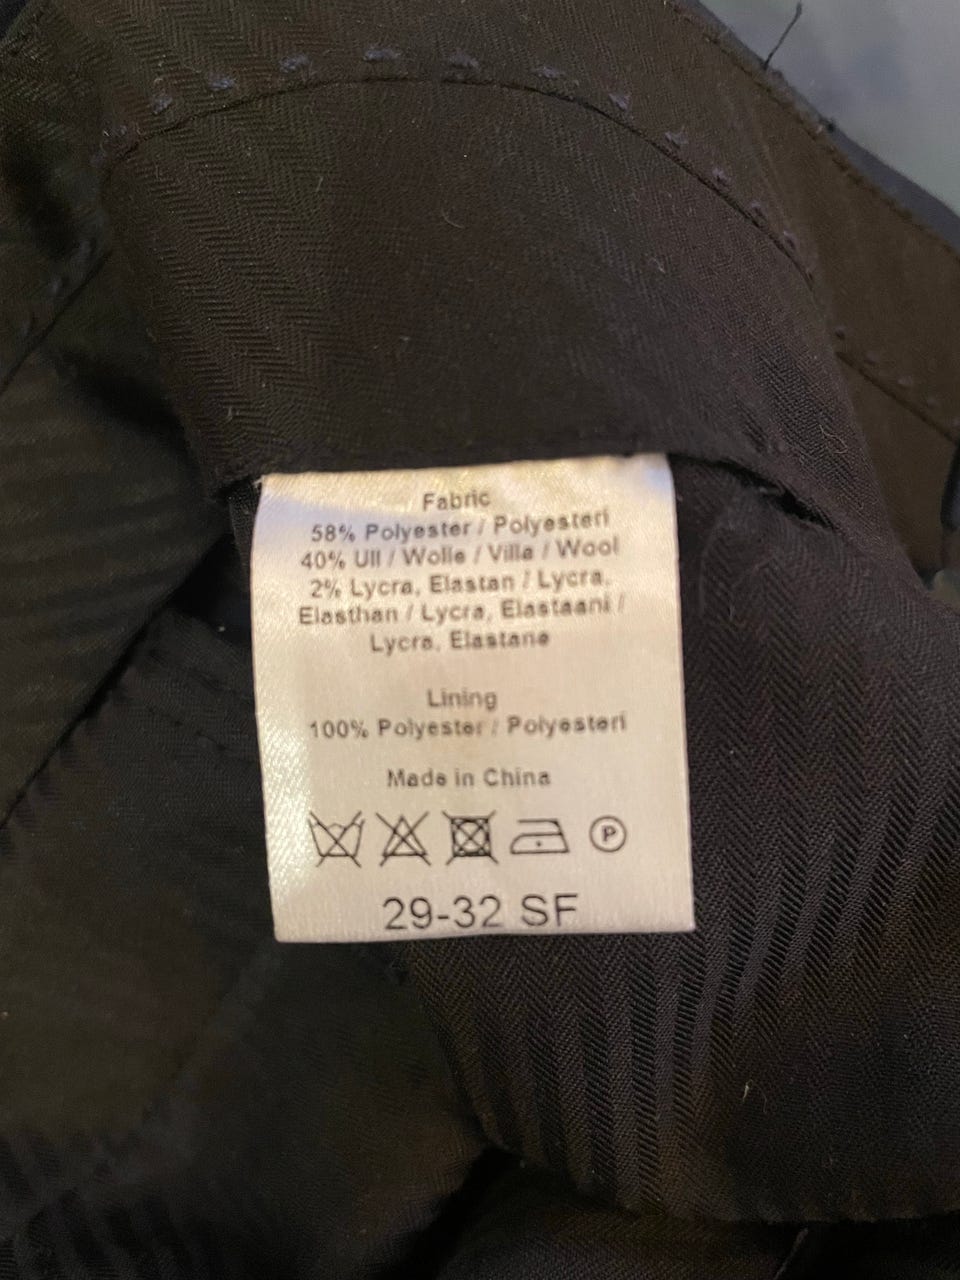 Fabric
58% Polyester / Polyesteri
40% Ull / Wolle / Villa / Wool
2% Lycra, Elastan / Lycra,
Elasthan / Lycra, Elastaani /
Lycra, Elastane
Lining
100% Polyester / Polyesteri
Made in China
P
29-32 SF